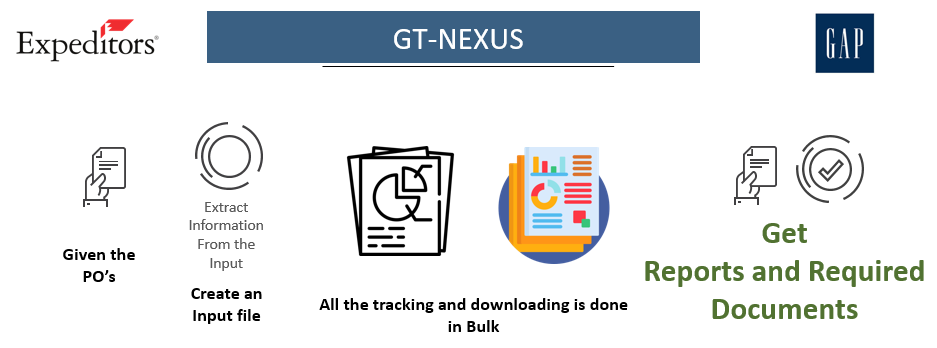 Expeditors®
GT-NEXUS
GAP
Given the
PO's
Extract
Information
From the
Input
Create an
Input file
All the tracking and downloading is done
in Bulk
Get
Reports and Required
Documents